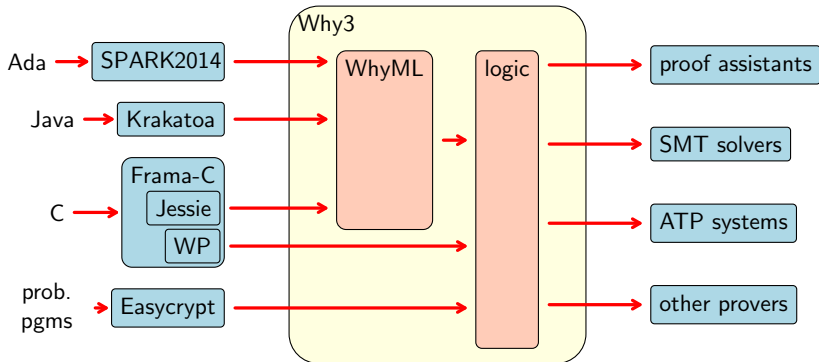 Why3
Ada
SPARK2014
WhyML
logic
proof assistants
Java
Krakatoa
SMT solvers
Frama-C
C
Jessie
WP
ATP systems
prob.
pgms
Easycrypt
other provers